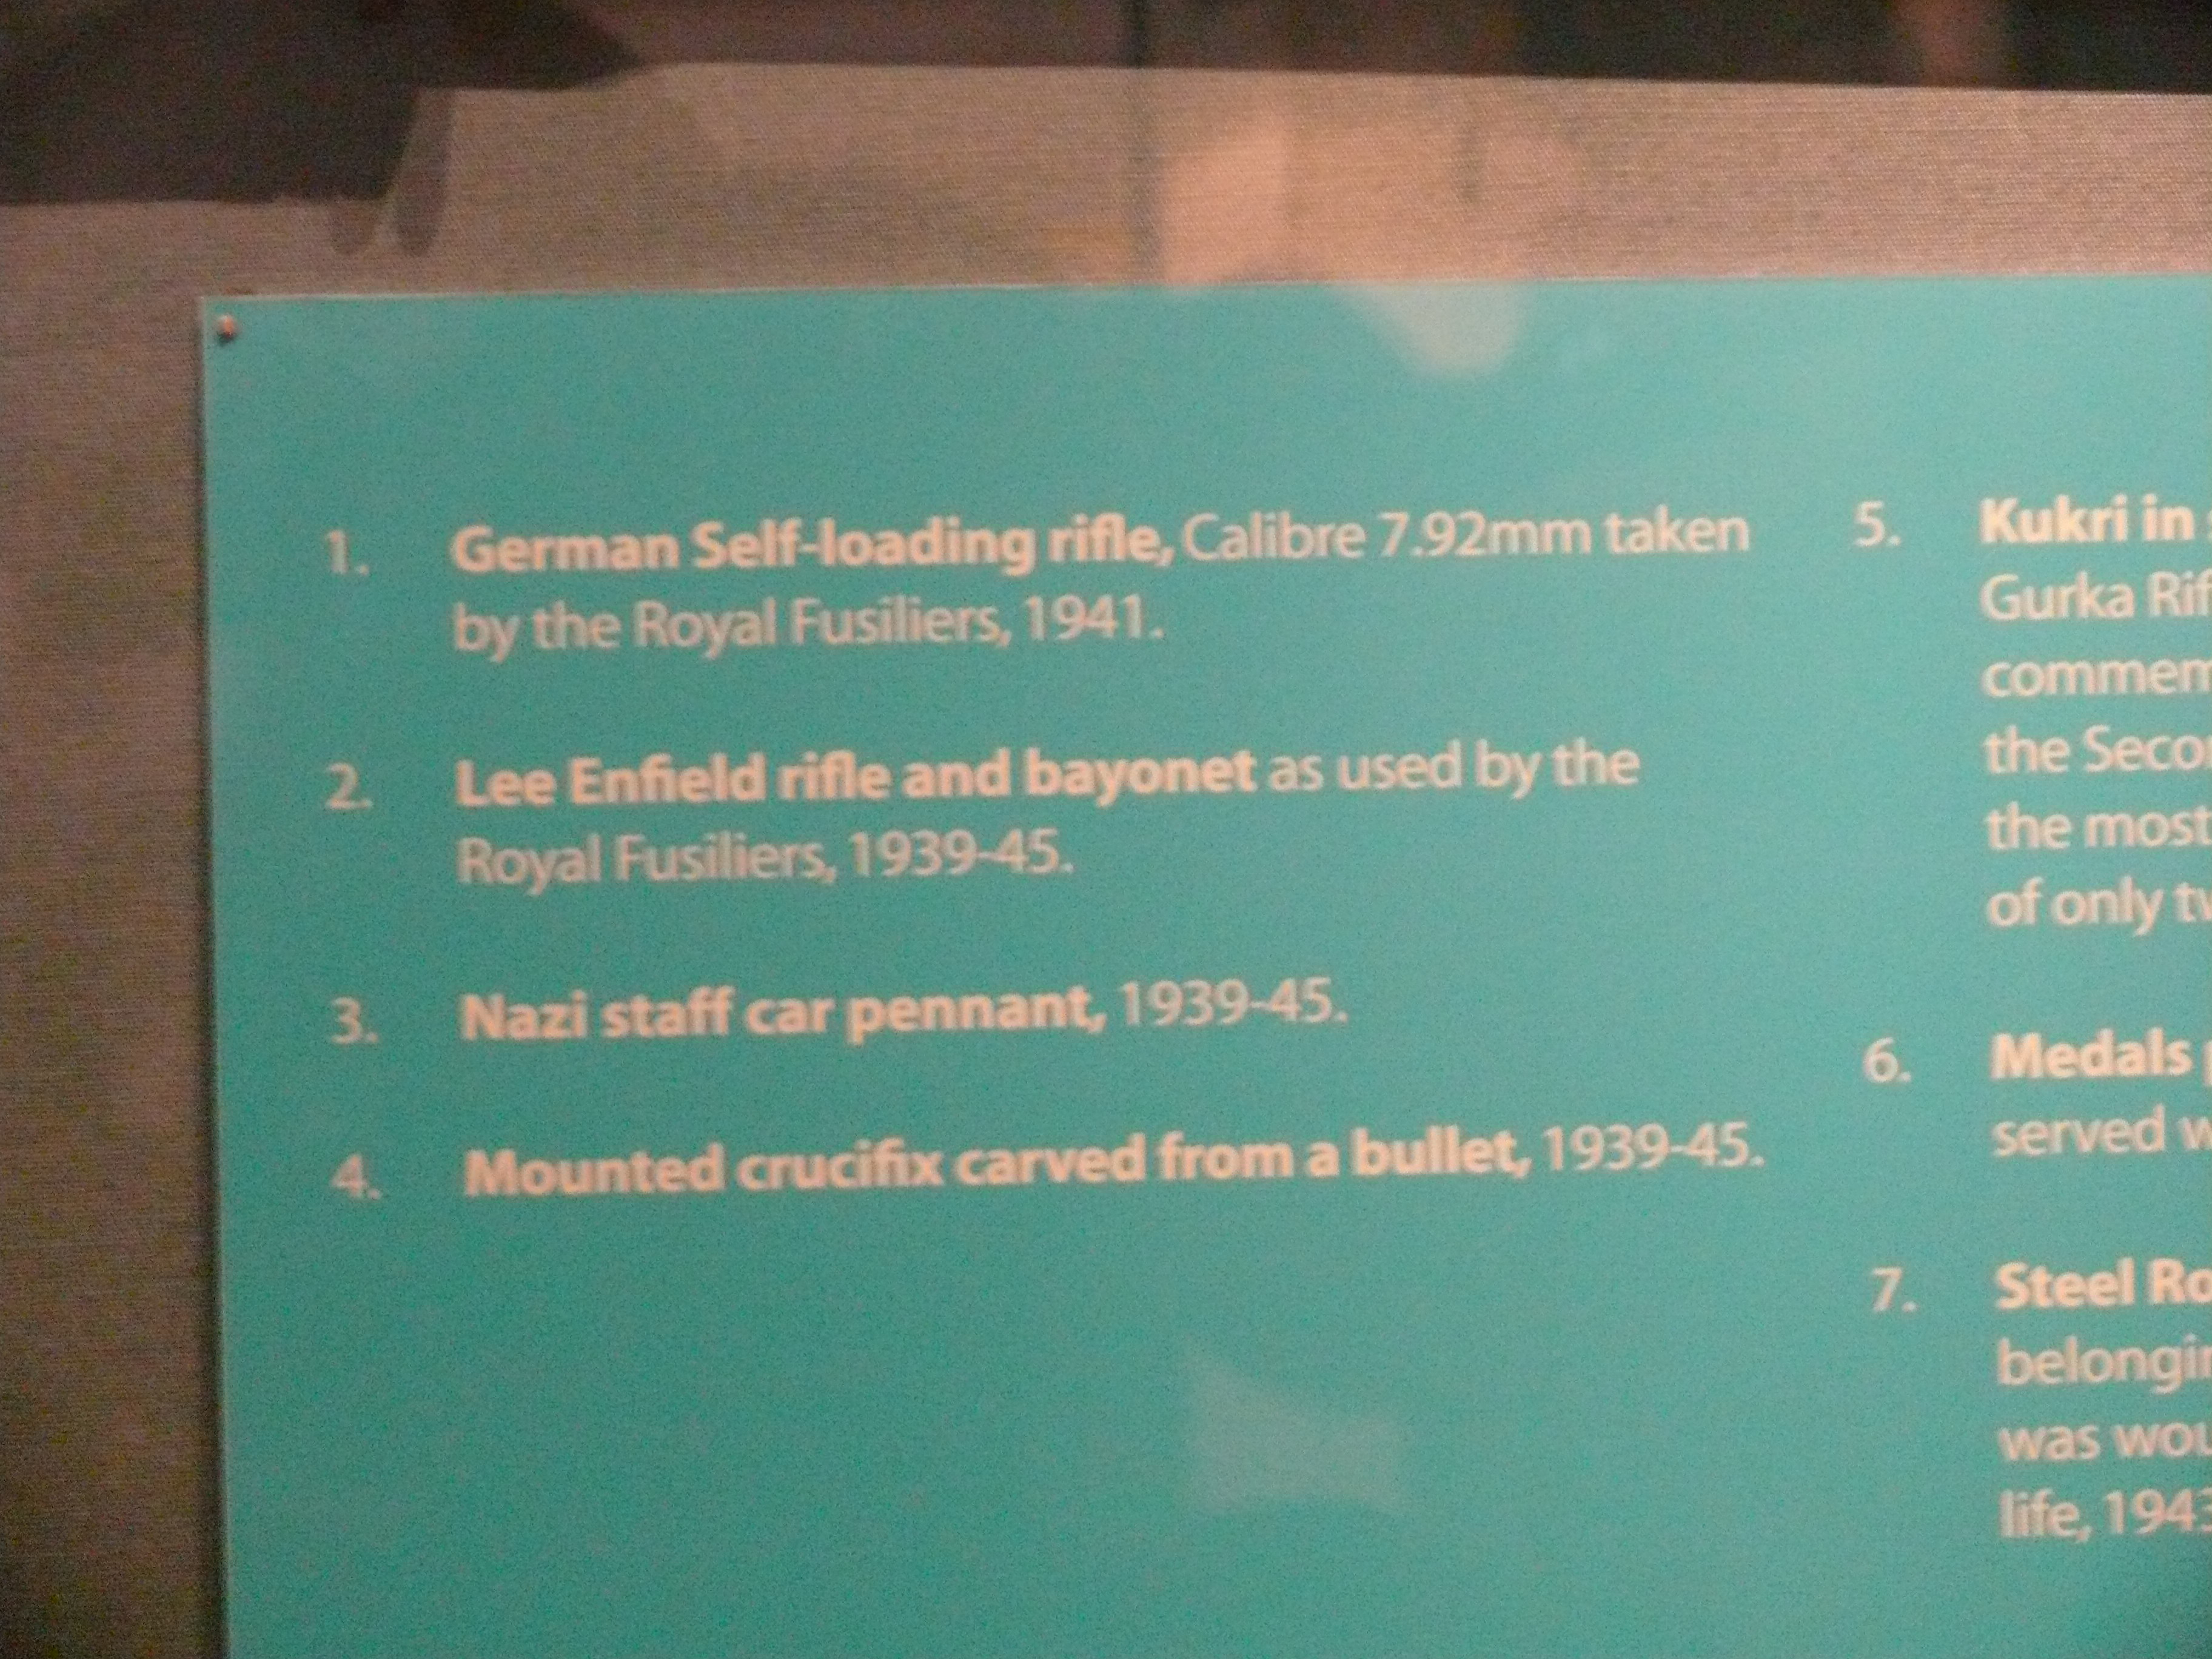 1. German Self-loading rifle, Calibre 7.92mm taken
by the Royal Fusiliers, 1941.
2. Lee Enfield rifle and bayonet as used by the
Royal Fusiliers, 1939-45.
3. Nazi staff car pennant, 1939-45.
4. Mounted crucifix carved from a bullet, 1939-45.
5. Kukri in
Gurka
the
the most
of only
6. Medals
served
7. Steel
was
life, 1943